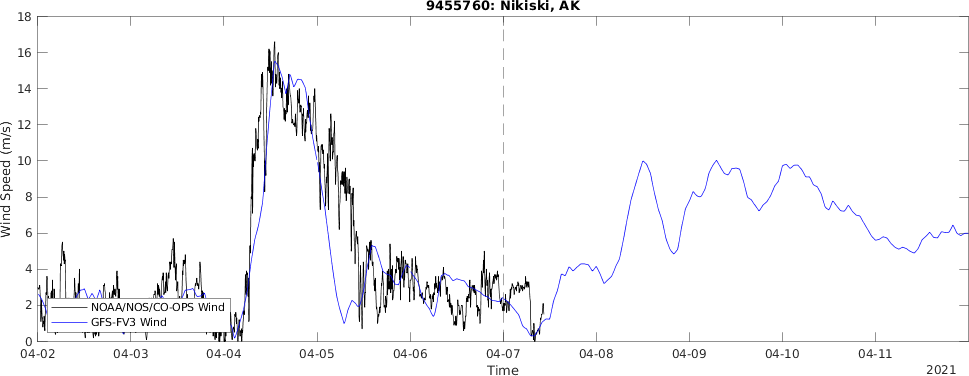 9455760: Nikiski, AK
18
16
14
12
10
8
6
4
2
0
Wind Speed (m/s)
NOAA/NOS/CO-OPS Wind
GFS-FV3 Wind
04-02 04-03 04-04 04-05 04-06 04-07 04-08 04-09 04-10 04-11
Time
2021